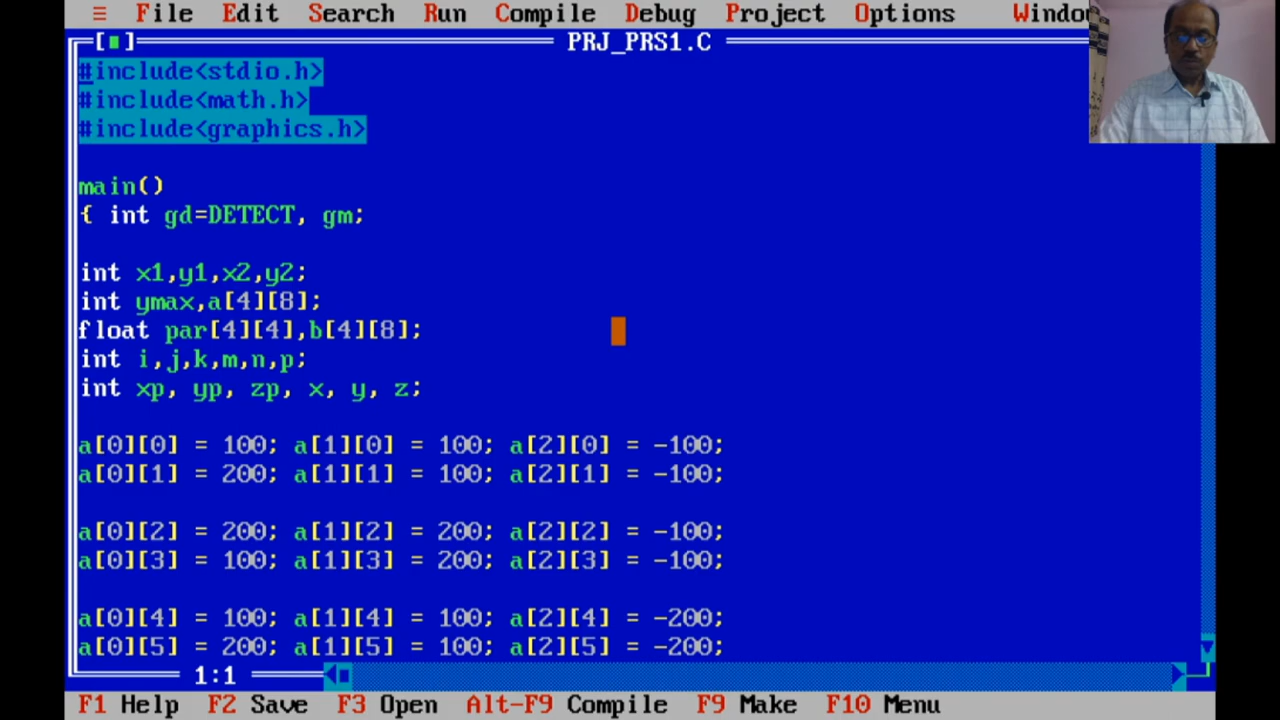 ≡ File Edit Search Run Compile Debug Project Options Windo
[■] PRJ_PRS1.C
#include<stdio.h>
#include<math.h>
#include<graphics.h>
main()
{ int gd=DETECT, gm;
int x1,y1,x2,y2;
int ymax,a[4][8];
float par[4][4],b[4][8];
int i,j,k,m,n,p;
int xp, yp, zp, x, y, z;
a[0][0] = 100; a[1][0] = 100; a[2][0] = -100;
a[0][1] = 200; a[1][1] = 100; a[2][1] = -100;
a[0][2] = 200; a[1][2] = 200; a[2][2] = -100;
a[0][3] = 100; a[1][3] = 200; a[2][3] = -100;
a[0][4] = 100; a[1][4] = 100; a[2][4] = -200;
a[0][5] = 200; a[1][5] = 100; a[2][5] = -200;
1:1
F1 Help F2 Save F3 Open Alt-F9 Compile F9 Make F10 Menu